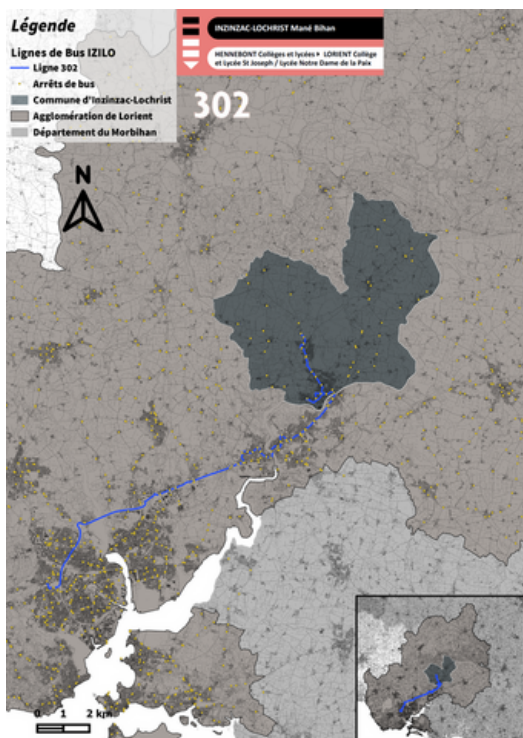 Légende
Lignes de Bus IZILO
Ligne 302
Arrêts de bus
Commune d'Inzinzac-Lochrist
Agglomération de Lorient
Département du Morbihan
INZINZAC-LOCHRIST Mané Bihan
HENNEBONT Collèges et lycées ▸ LORIENT Collège
et Lycée St Joseph / Lycée Notre Dame de la Paix
302
N
0 1 2 km